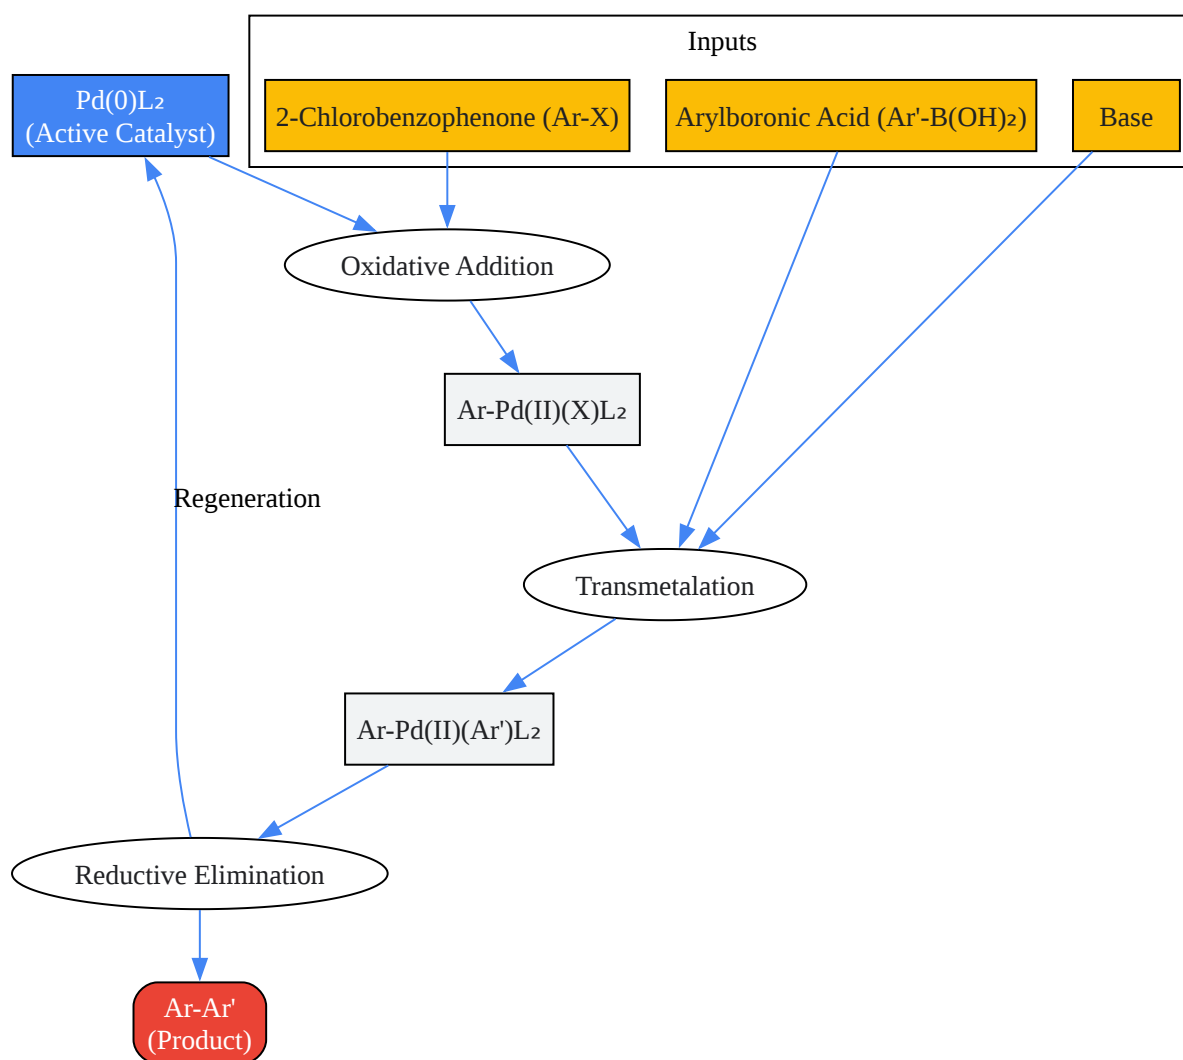 Inputs
Pd(0)L₂
(Active Catalyst)
2-Chlorobenzophenone (Ar-X)
Arylboronic Acid (Ar'-B(OH)₂)
Base
Oxidative Addition
Ar-Pd(II)(X)L₂
Regeneration
Transmetalation
Ar-Pd(II)(Ar')L₂
Reductive Elimination
Ar-Ar'
(Product)